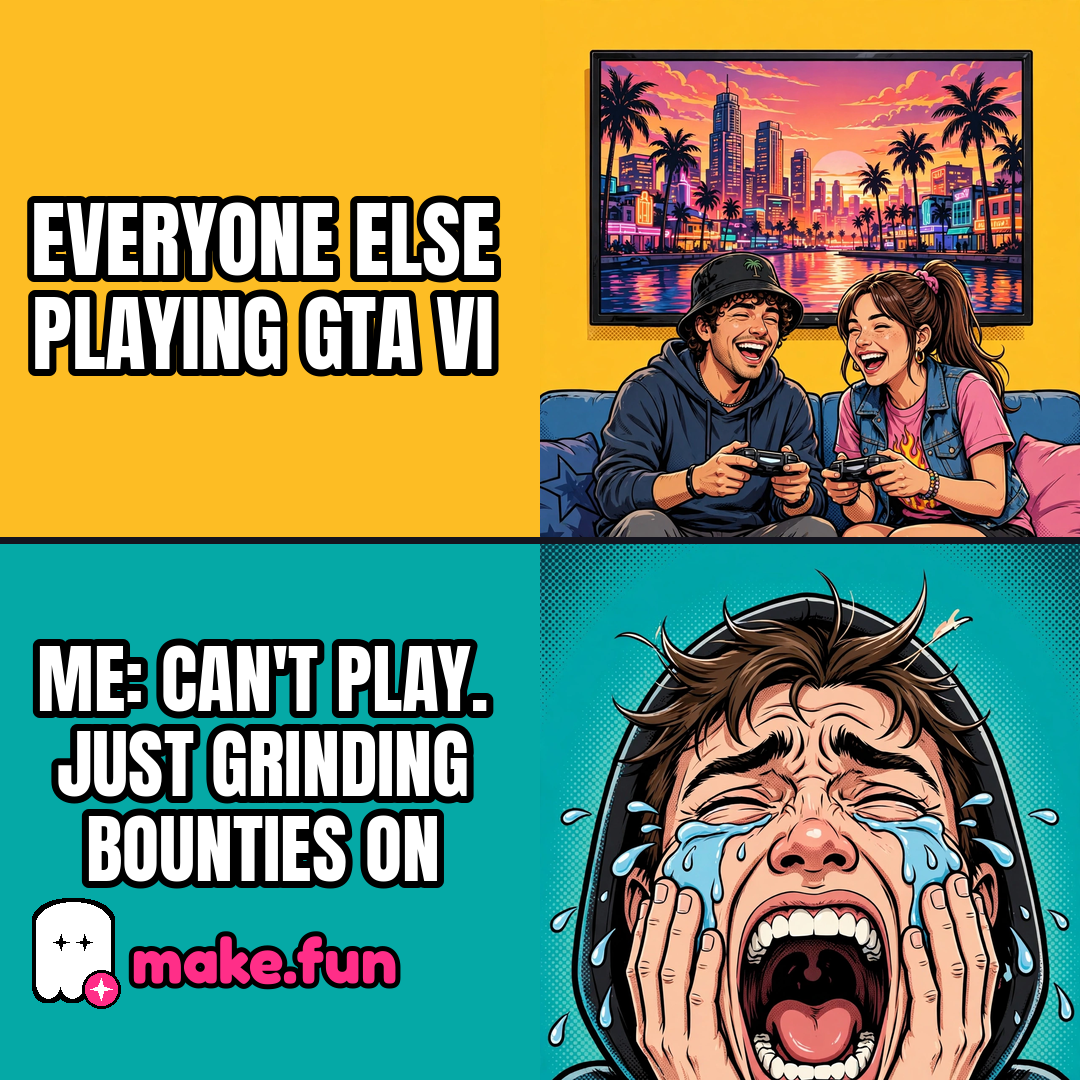 EVERYONE ELSE
PLAYING GTA VI
ME: CAN'T PLAY.
JUST GRINDING
BOUNTIES ON
make.fun